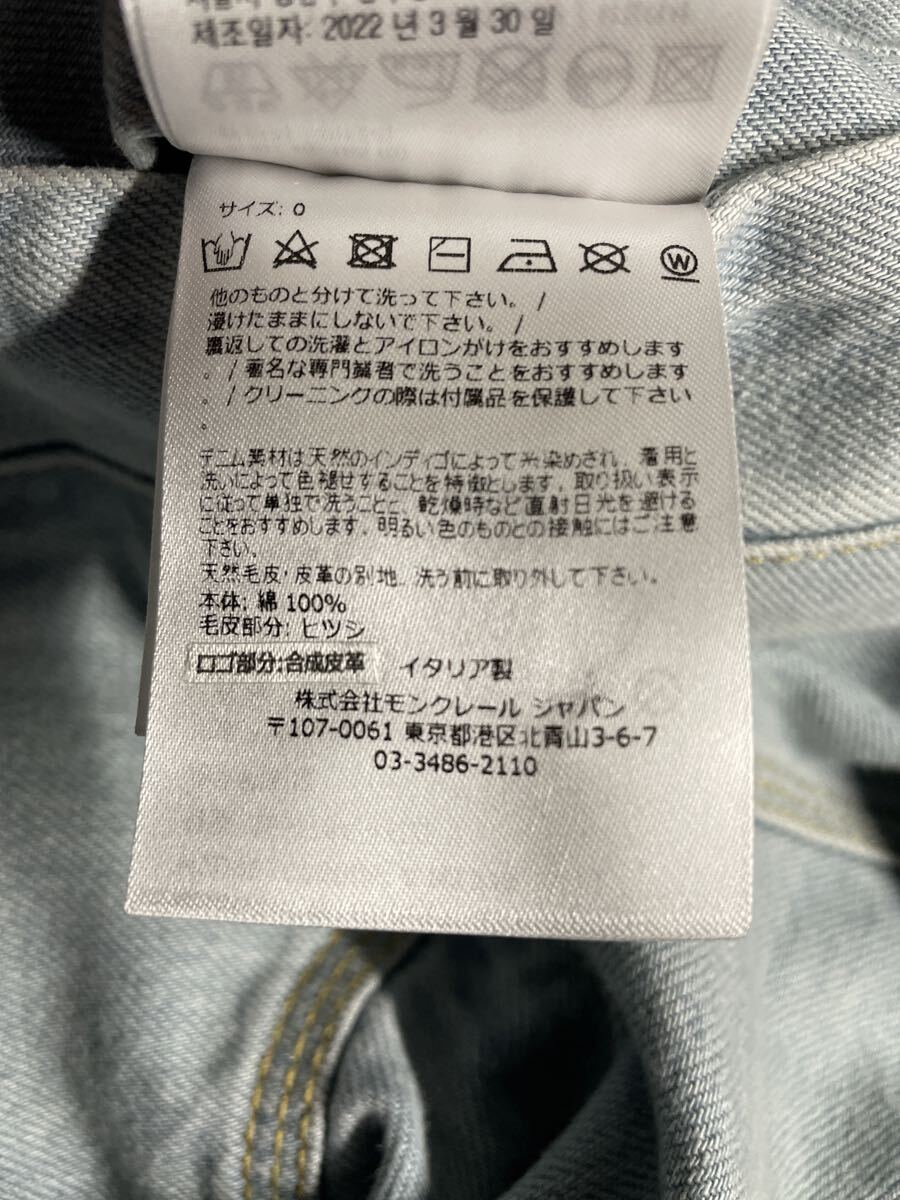 제조일자: 2022 년 3 월 30 일
サイズ: 0
W
他のものと分けて洗って下さい。/
浸けたままにしないで下さい。/
裏返しての洗濯とアイロンがけをおすすめします
。/ 著名な専門業者で洗うことをおすすめします
。/ クリーニングの際は付属品を保護して下さい
。
デニム素材は天然のインディゴによって糸染めされ、着用と
洗いによって色褪せすることを特徴とします。取り扱い表示
に従って単独で洗うことと、乾燥時など直射日光を避ける
ことをおすすめします。明るい色のものとの接触にはご注意
下さい。
天然毛皮・皮革の別地、洗う前に取り外して下さい。
本体: 綿 100%
毛皮部分: ヒツジ
ロゴ部分:合成皮革 イタリア製
株式会社モンクレール ジャパン
〒107-0061 東京都港区北青山3-6-7
03-3486-2110